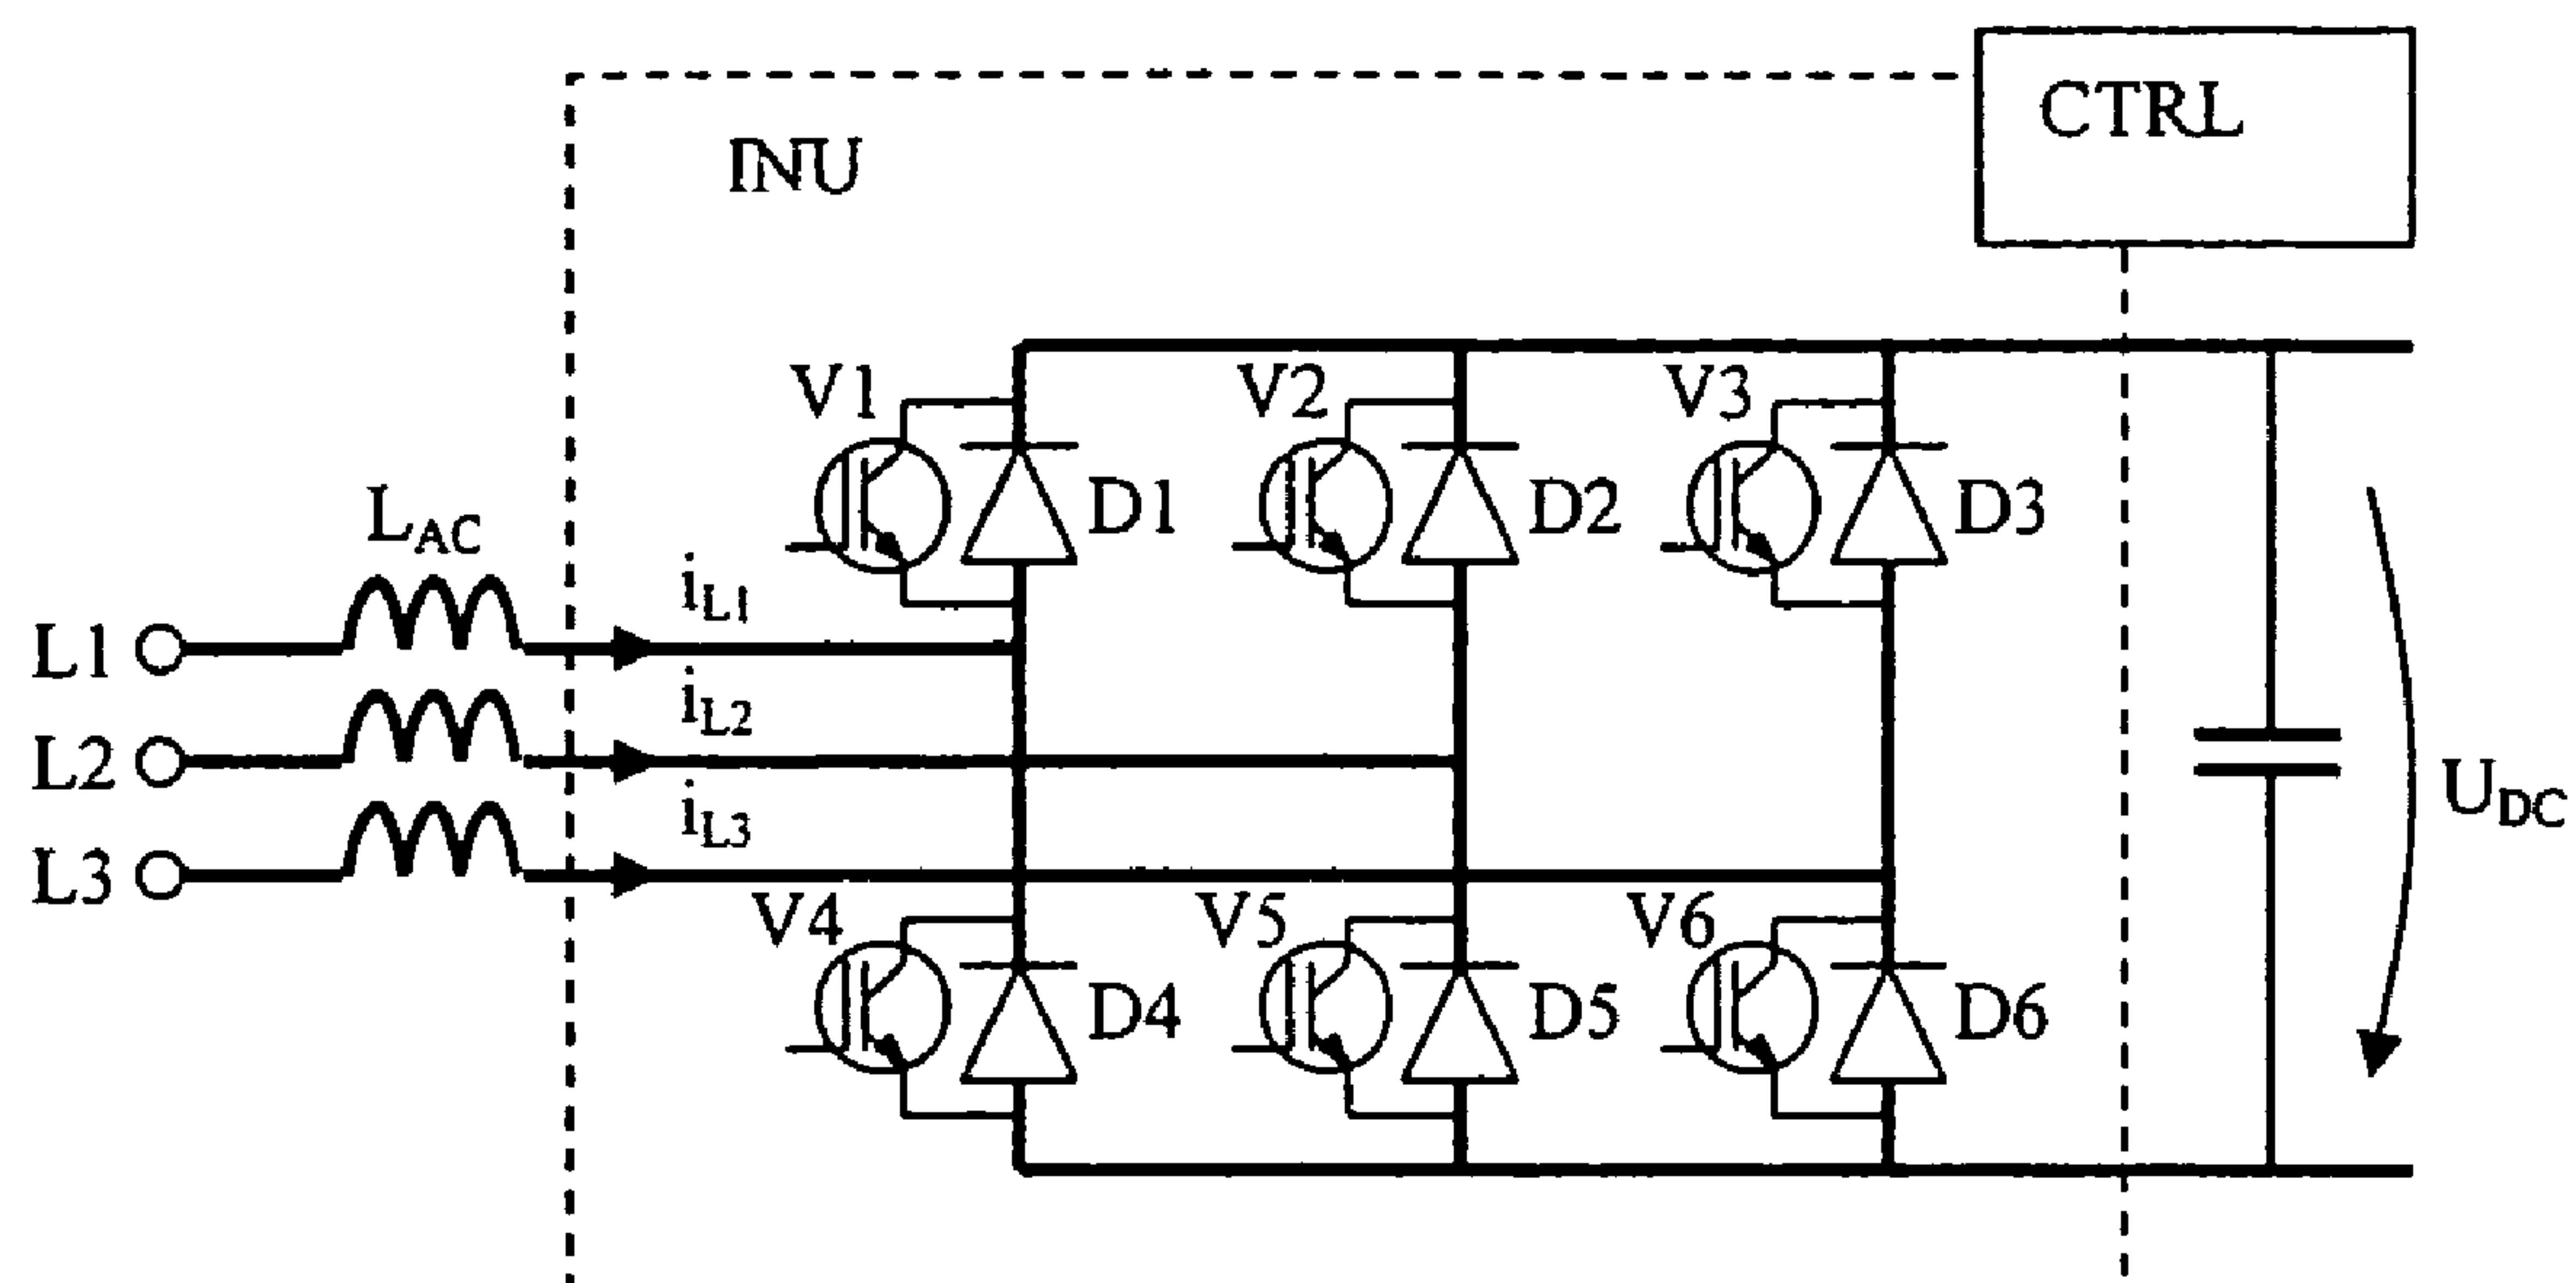 CTRL
INU
V1 V2 V3
D1 D2 D3
LAC
iL1
L1
iL2
L2
UDC
iL3
L3
V4 V5 V6
D4 D5 D6